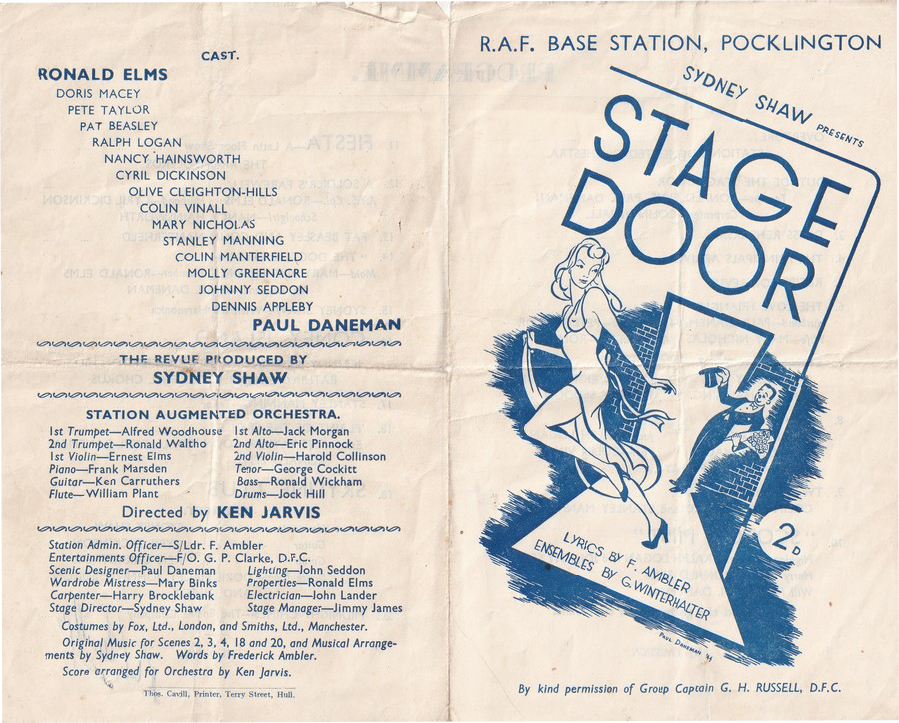 CAST.
RONALD ELMS
DORIS MACEY
PETE TAYLOR
PAT BEASLEY
RALPH LOGAN
NANCY HAINSWORTH
CYRIL DICKINSON
OLIVE CLEIGHTON-HILLS
COLIN VINALL
MARY NICHOLAS
STANLEY MANNING
COLIN MANTERFIELD
MOLLY GREENACRE
JOHNNY SEDDON
DENNIS APPLEBY
PAUL DANEMAN
THE REVUE PRODUCED BY
SYDNEY SHAW
STATION AUGMENTED ORCHESTRA.
1st Trumpet—Alfred Woodhouse 1st Alto—Jack Morgan
2nd Trumpet—Ronald Waltho 2nd Alto—Eric Pinnock
1st Violin—Ernest Elms 2nd Violin—Harold Collinson
Piano—Frank Marsden Tenor—George Cockitt
Guitar—Ken Carruthers Bass—Ronald Wickham
Flute—William Plant Drums—Jock Hill
Directed by KEN JARVIS
Station Admin. Officer—S/Ldr. F. Ambler
Entertainments Officer—F/O. G. P. Clarke, D.F.C.
Scenic Designer—Paul Daneman Lighting—John Seddon
Wardrobe Mistress—Mary Binks Properties—Ronald Elms
Carpenter—Harry Brocklebank Electrician—John Lander
Stage Director—Sydney Shaw Stage Manager—Jimmy James
Costumes by Fox, Ltd., London, and Smiths, Ltd., Manchester.
Original Music for Scenes 2, 3, 4, 18 and 20, and Musical Arrange-
ments by Sydney Shaw. Words by Frederick Ambler.
Score arranged for Orchestra by Ken Jarvis.
Thos. Cavill, Printer, Terry Street, Hull.
R.A.F. BASE STATION, POCKLINGTON
SYDNEY SHAW PRESENTS
STAGE
DOOR
2D
LYRICS BY F. AMBLER
ENSEMBLES BY G. WINTERHALTER
PAUL DANEMAN '44
By kind permission of Group Captain G. H. RUSSELL, D.F.C.